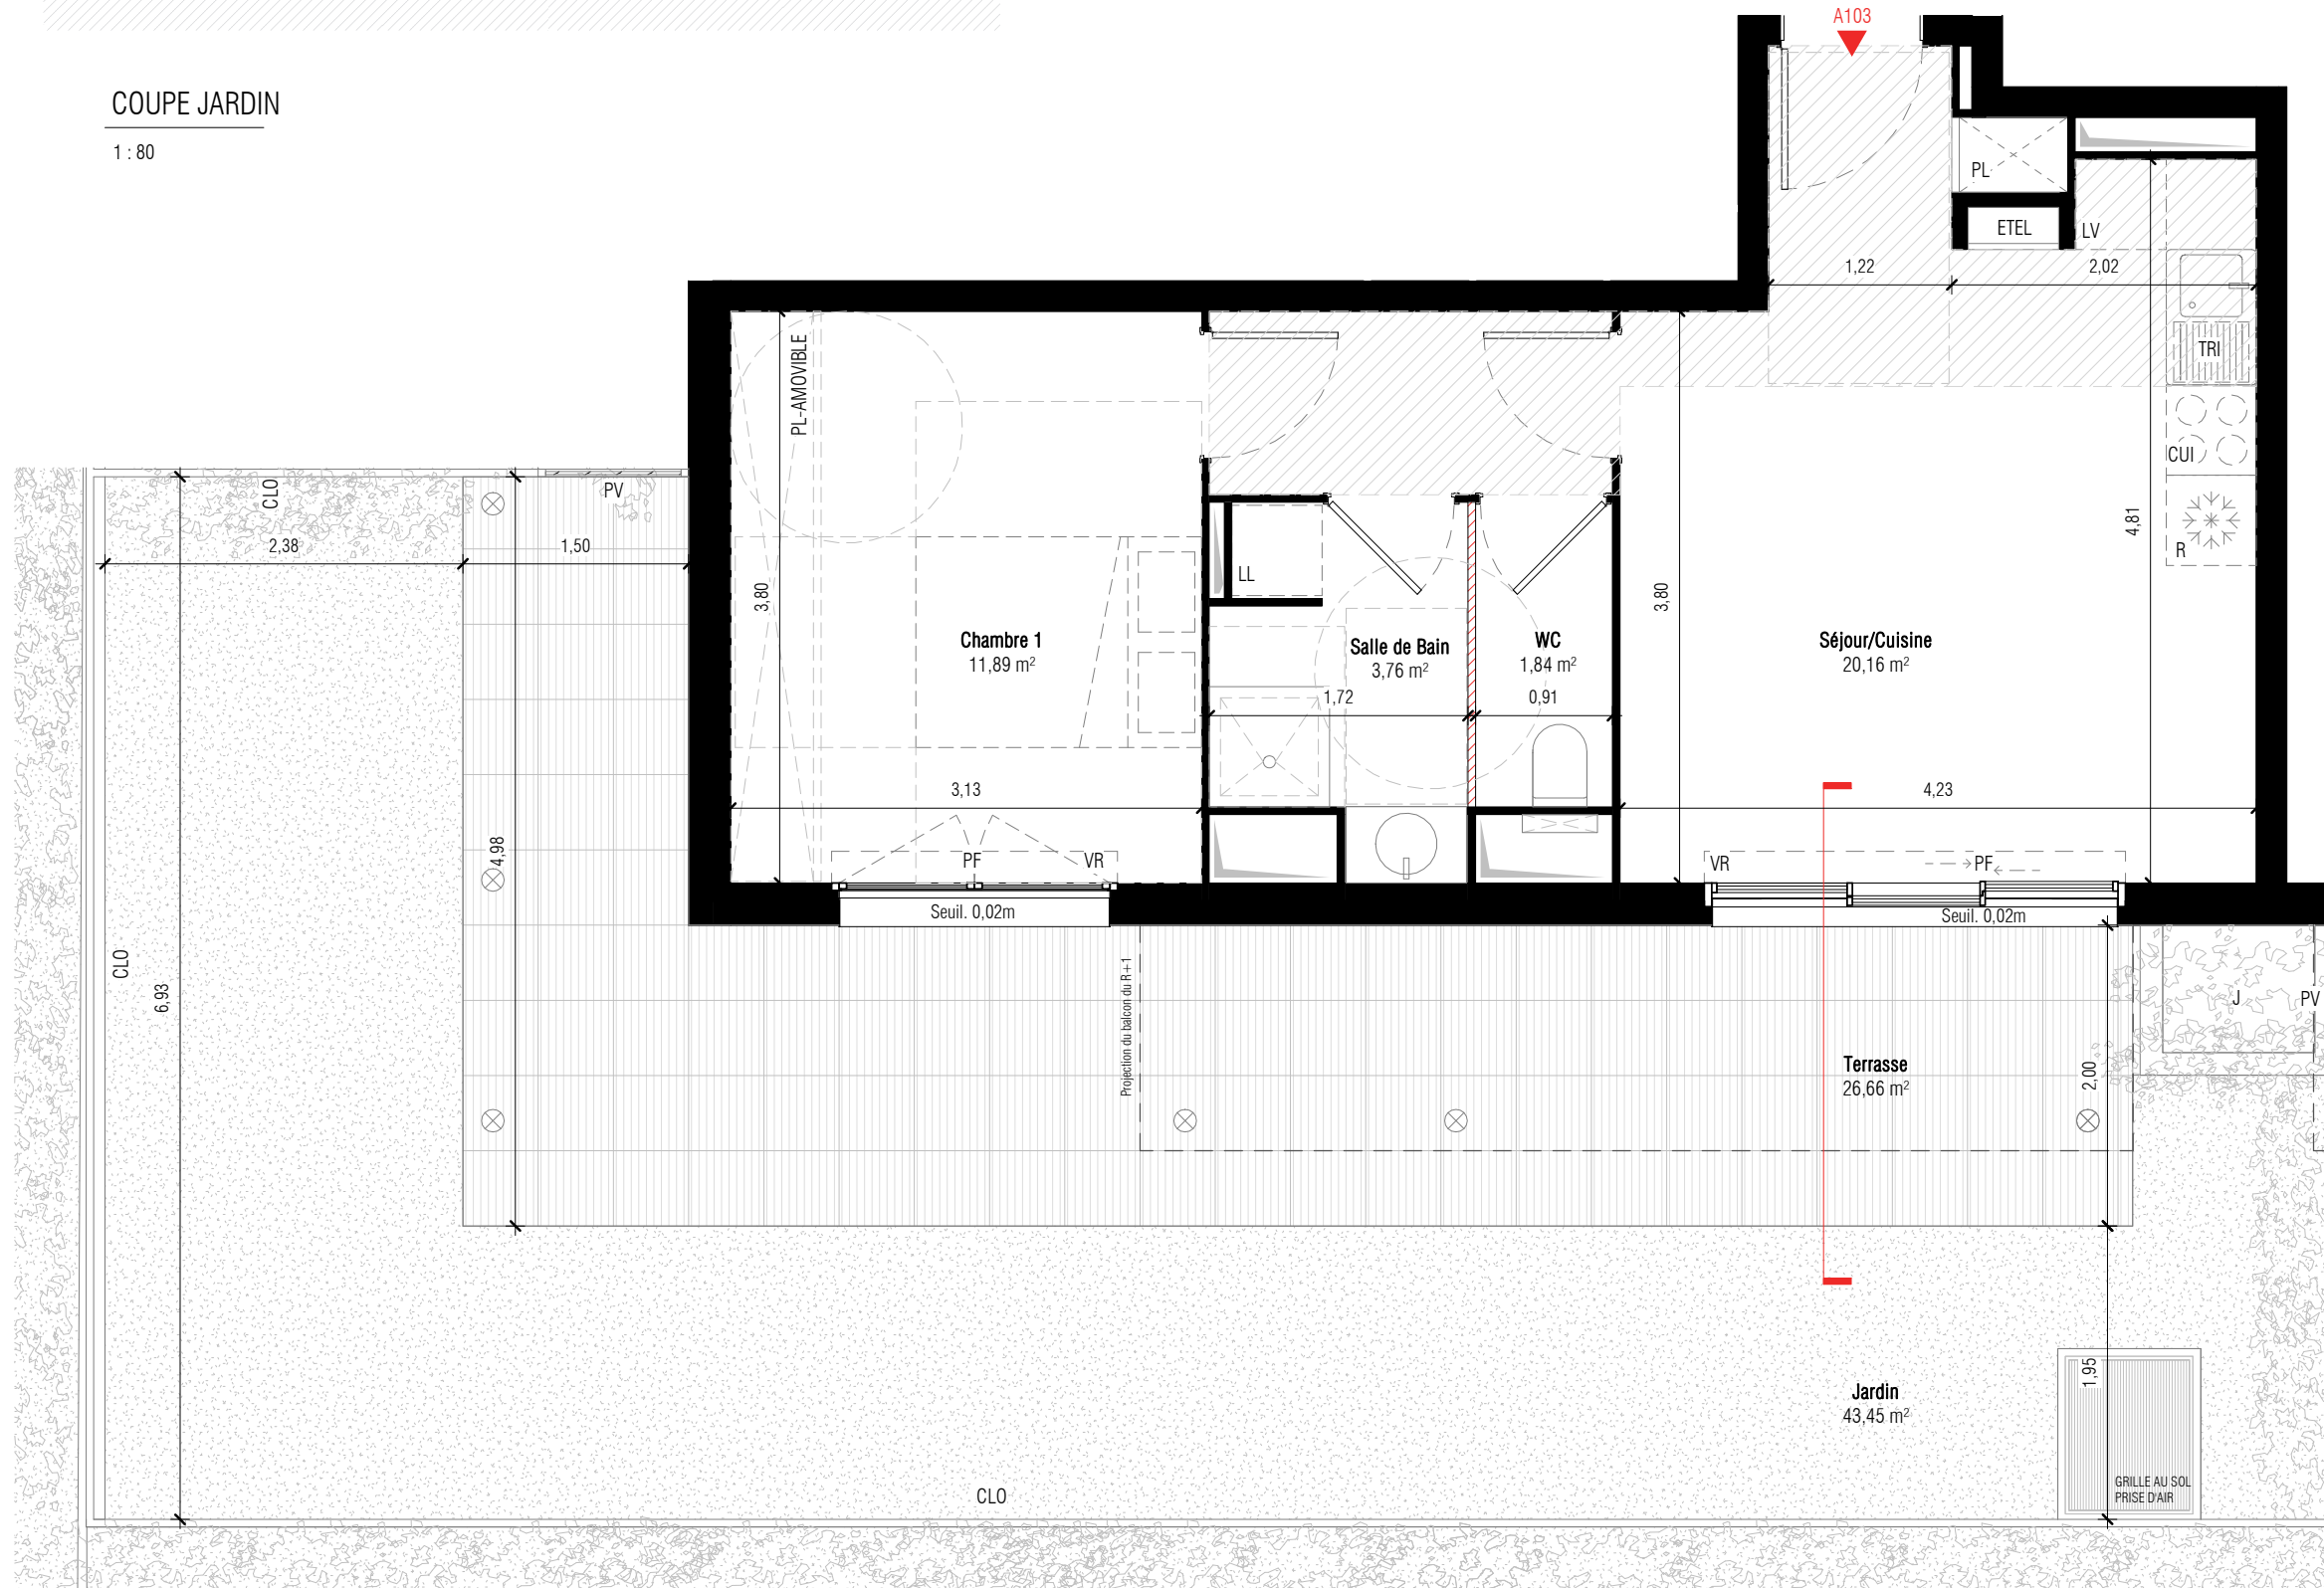 A103
COUPE JARDIN
1 : 80
PL
ETEL
LV
1,22
2,02
TRI
PL-AMOVIBLE
CUI
CLO
PV
4,81
R
2,38
1,50
LL
3,80
3,80
Chambre 1
11,89 m²
Salle de Bain
3,76 m²
WC
1,84 m²
Séjour/Cuisine
20,16 m²
1,72
0,91
3,13
4,23
4,98
PF
VR
VR
PF
Seuil. 0,02m
Seuil. 0,02m
CLO
6,93
Projection du balcon du R+1
J
PV
Terrasse
26,66 m²
2,00
1,95
Jardin
43,45 m²
GRILLE AU SOL
PRISE D'AIR
CLO